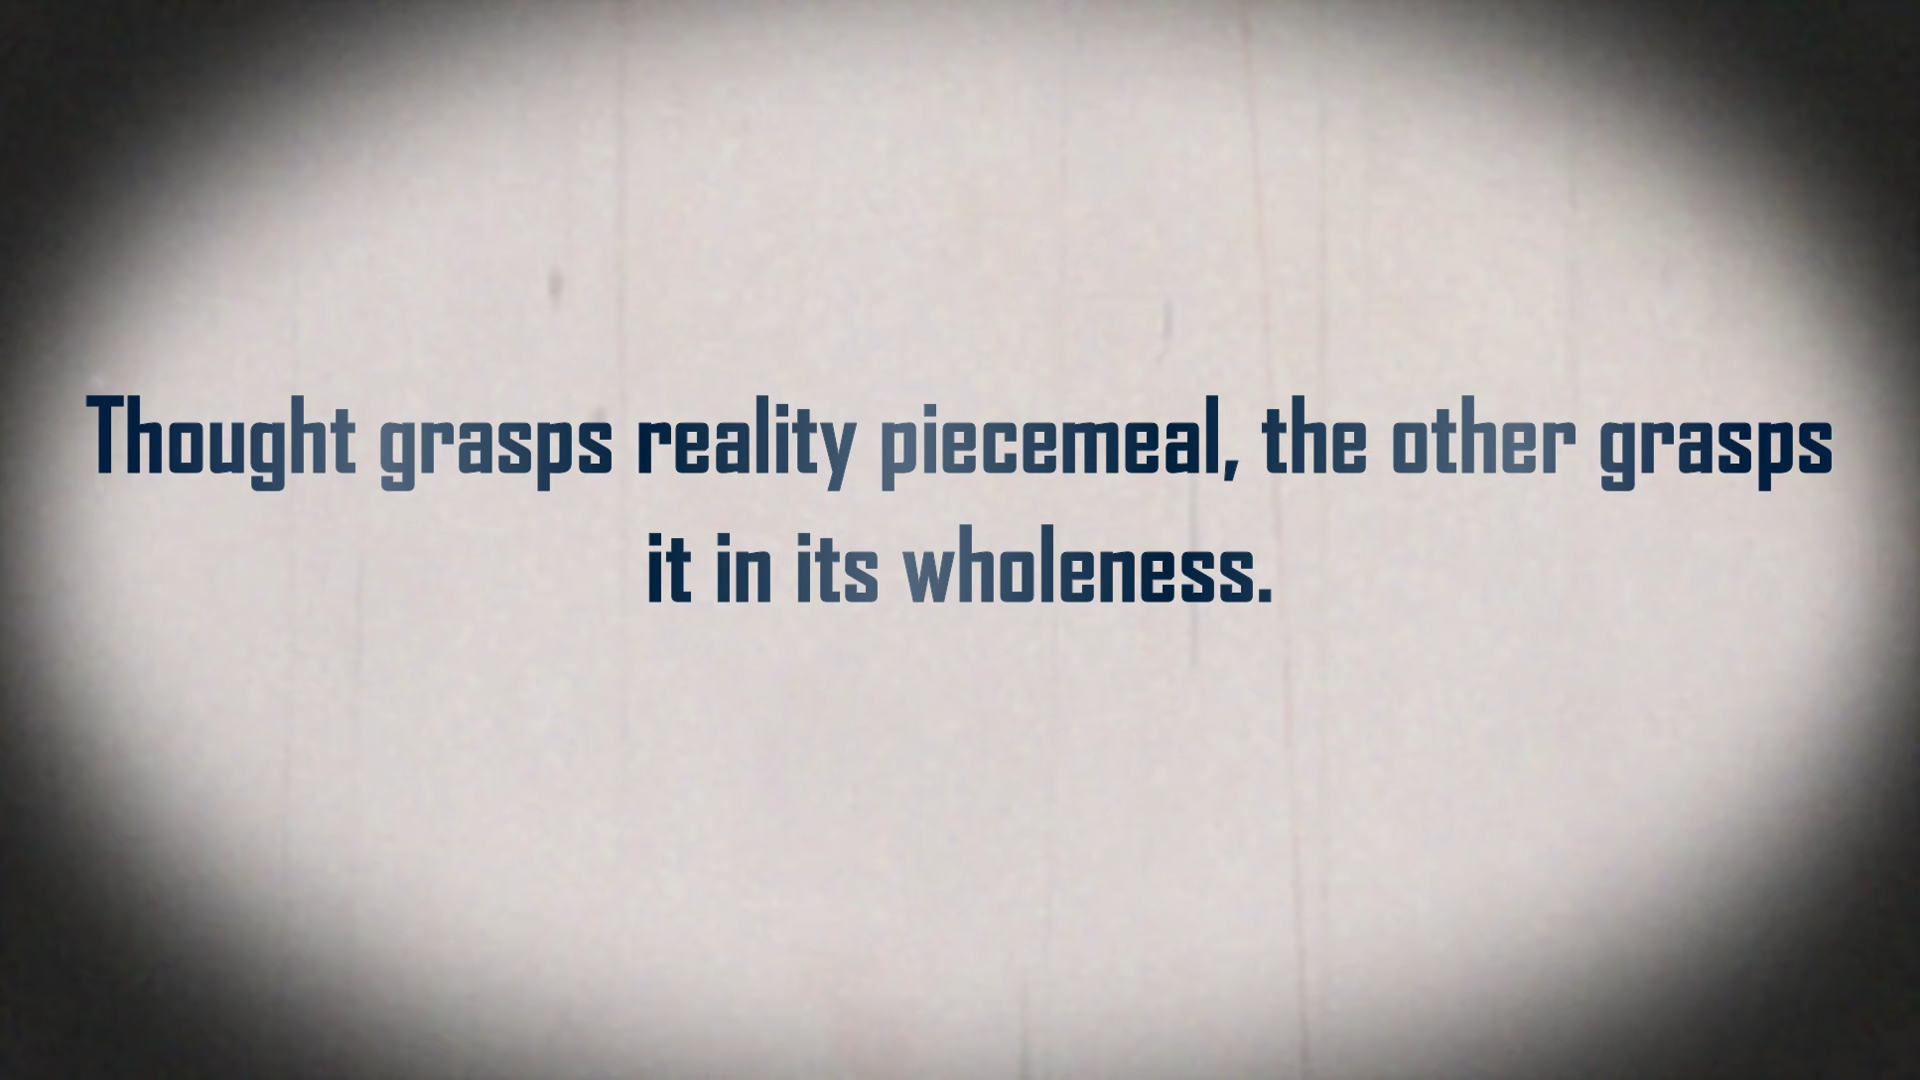 Thought grasps reality piecemeal, the other grasps
it in its wholeness.